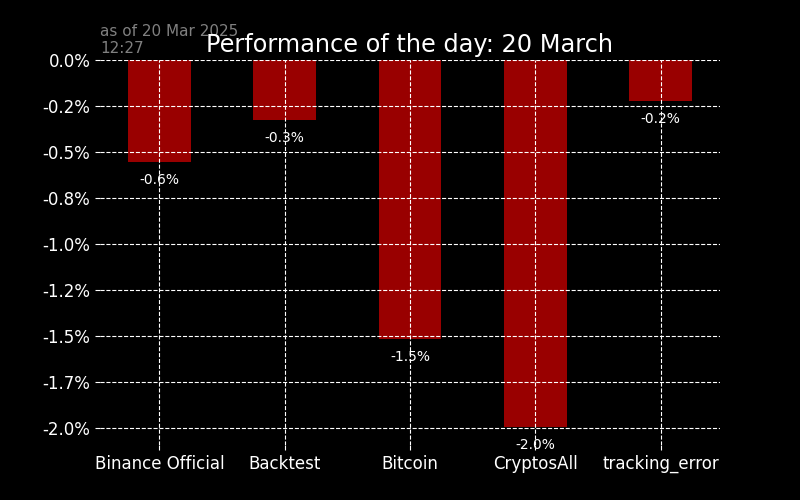 as of 20 Mar 2025
12:27
Performance of the day: 20 March
0.0%
-0.2%
-0.5%
-0.8%
-1.0%
-1.2%
-1.5%
-1.7%
-2.0%
-0.6%
-0.3%
-1.5%
-2.0%
-0.2%
Binance Official
Backtest
Bitcoin
CryptosAll
tracking_error